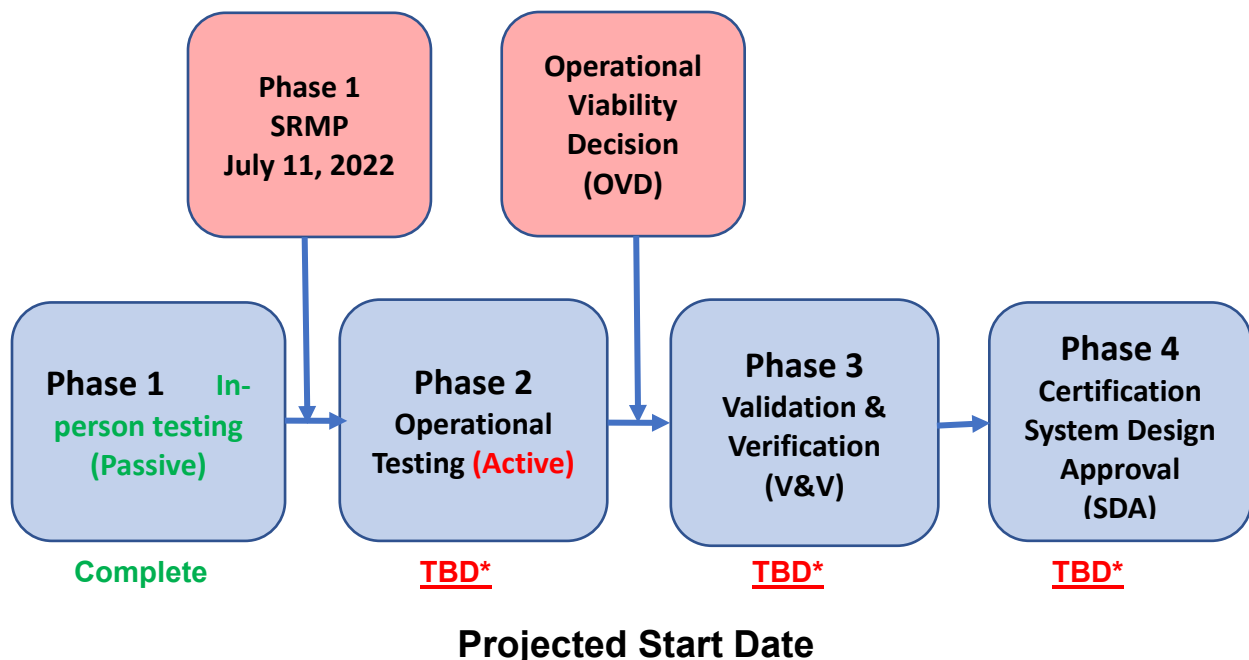 Phase 1
SRMP
July 11, 2022
Operational
Viability
Decision
(OVD)
Phase 1 In-
person testing
(Passive)
Phase 2
Operational
Testing (Active)
Phase 3
Validation &
Verification
(V&V)
Phase 4
Certification
System Design
Approval
(SDA)
Complete
TBD*
TBD*
TBD*
Projected Start Date